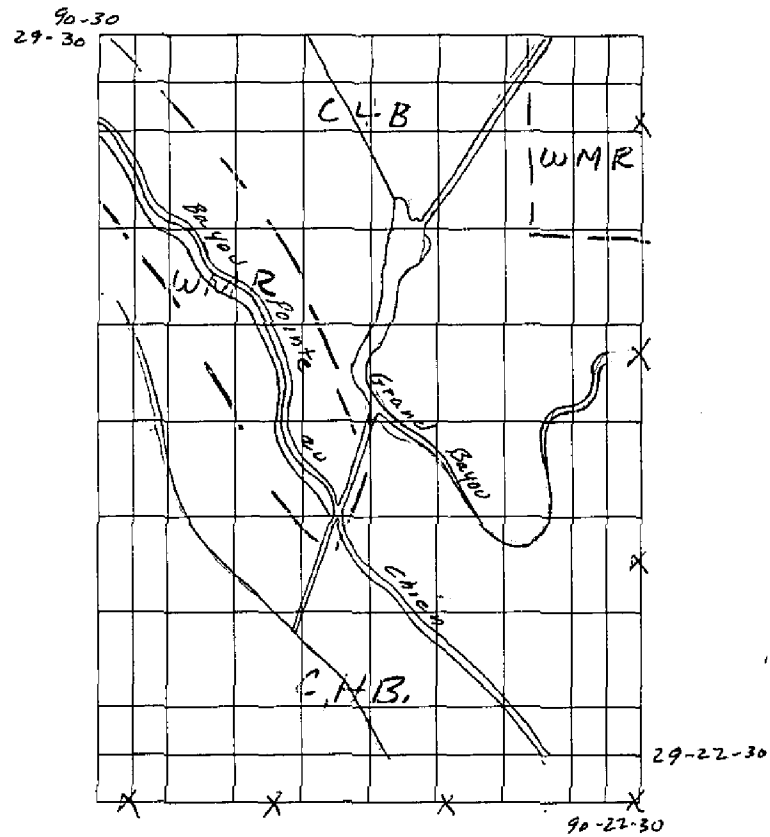 90-30
29-30
C H B
WMR
Bayou
W M R
Pointe
Grand
Bayou
au
Chien
C.H.B.
29-22-30
90-22-30